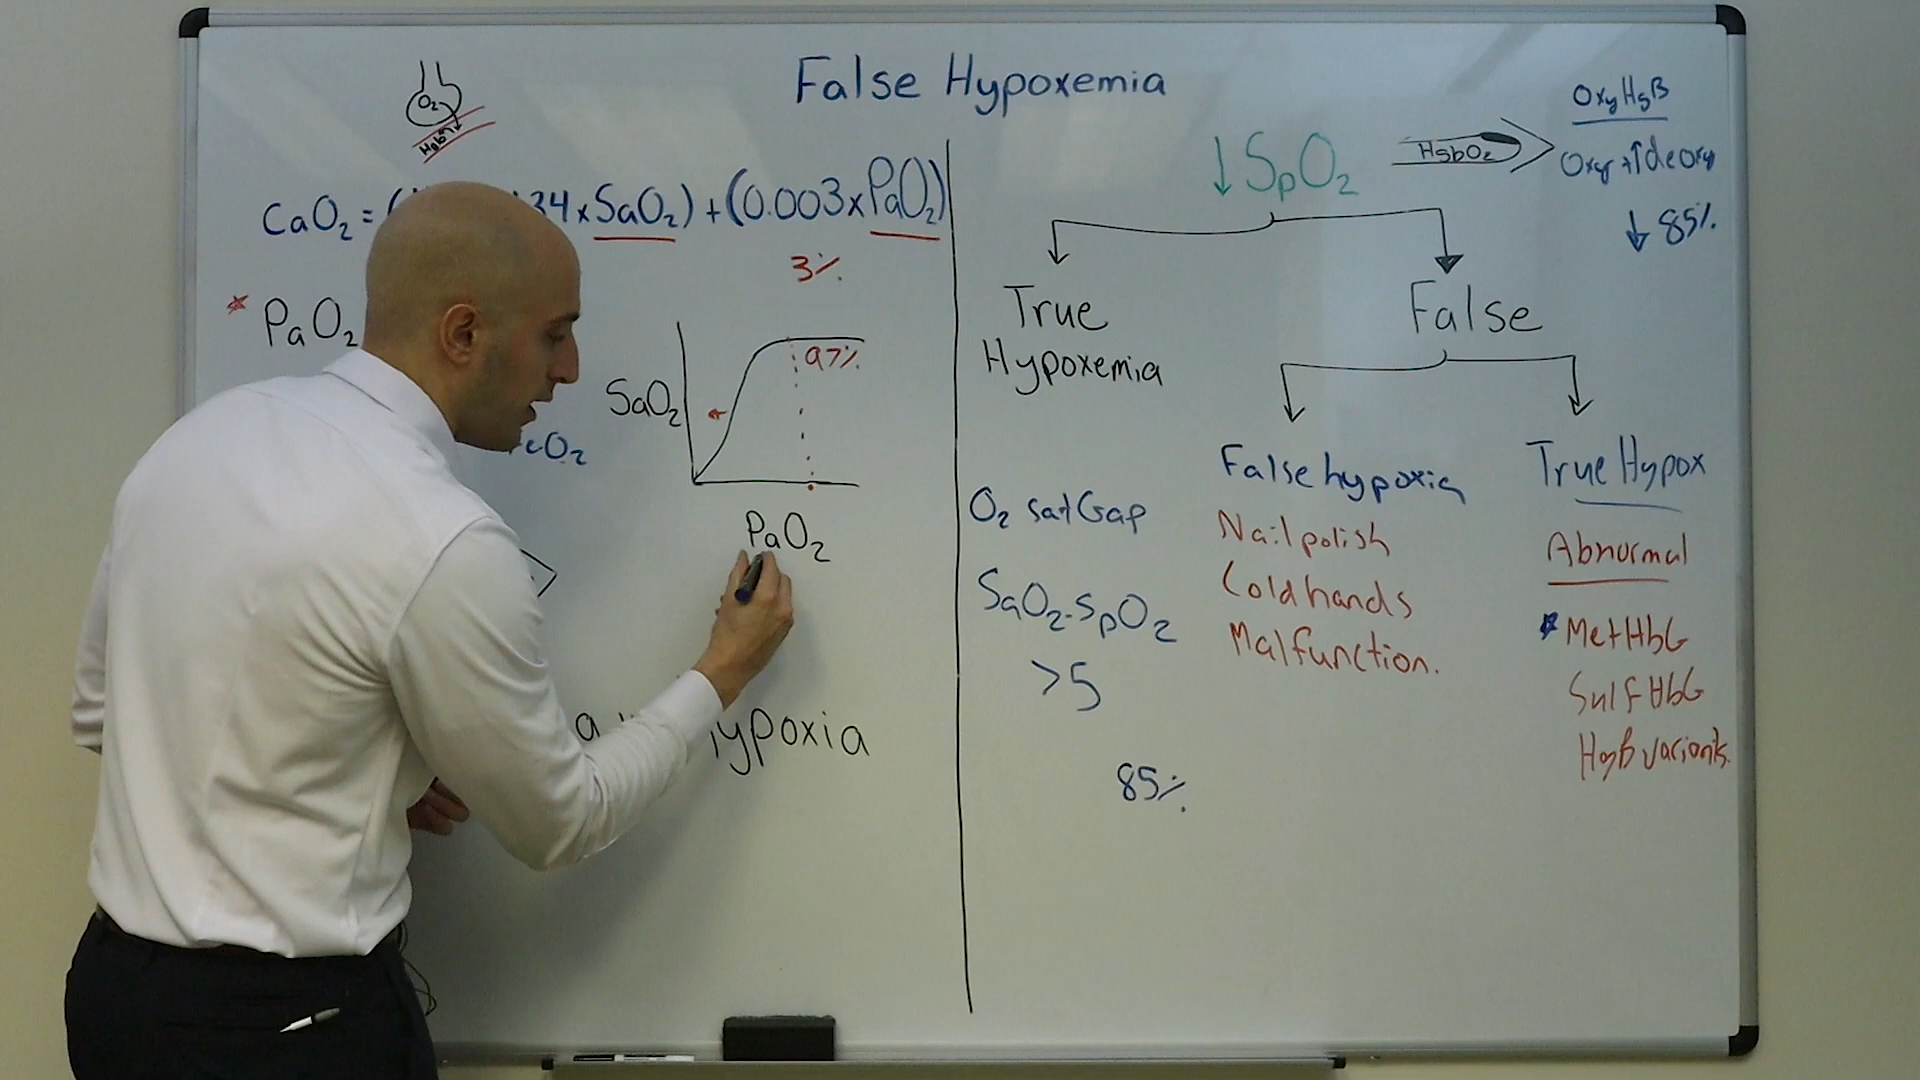 False Hypoxemia
O2
Hgb
CaO2 = ( 34 x SaO2) + (0.003 x PaO2)
3%
* PaO2
SaO2
97%
PaO2
O2
ypoxia
↓ SpO2
HgbO2
OxyHgB
Oxy + ↑deoxy
↓ 85%
True
Hypoxemia
False
O2 sat Gap
SaO2-SpO2
>5
85%
False hypoxia
Nail polish
Cold hands
Malfunction.
True Hypox
Abnormal
* MetHbG
SulfHbG
HgB variants